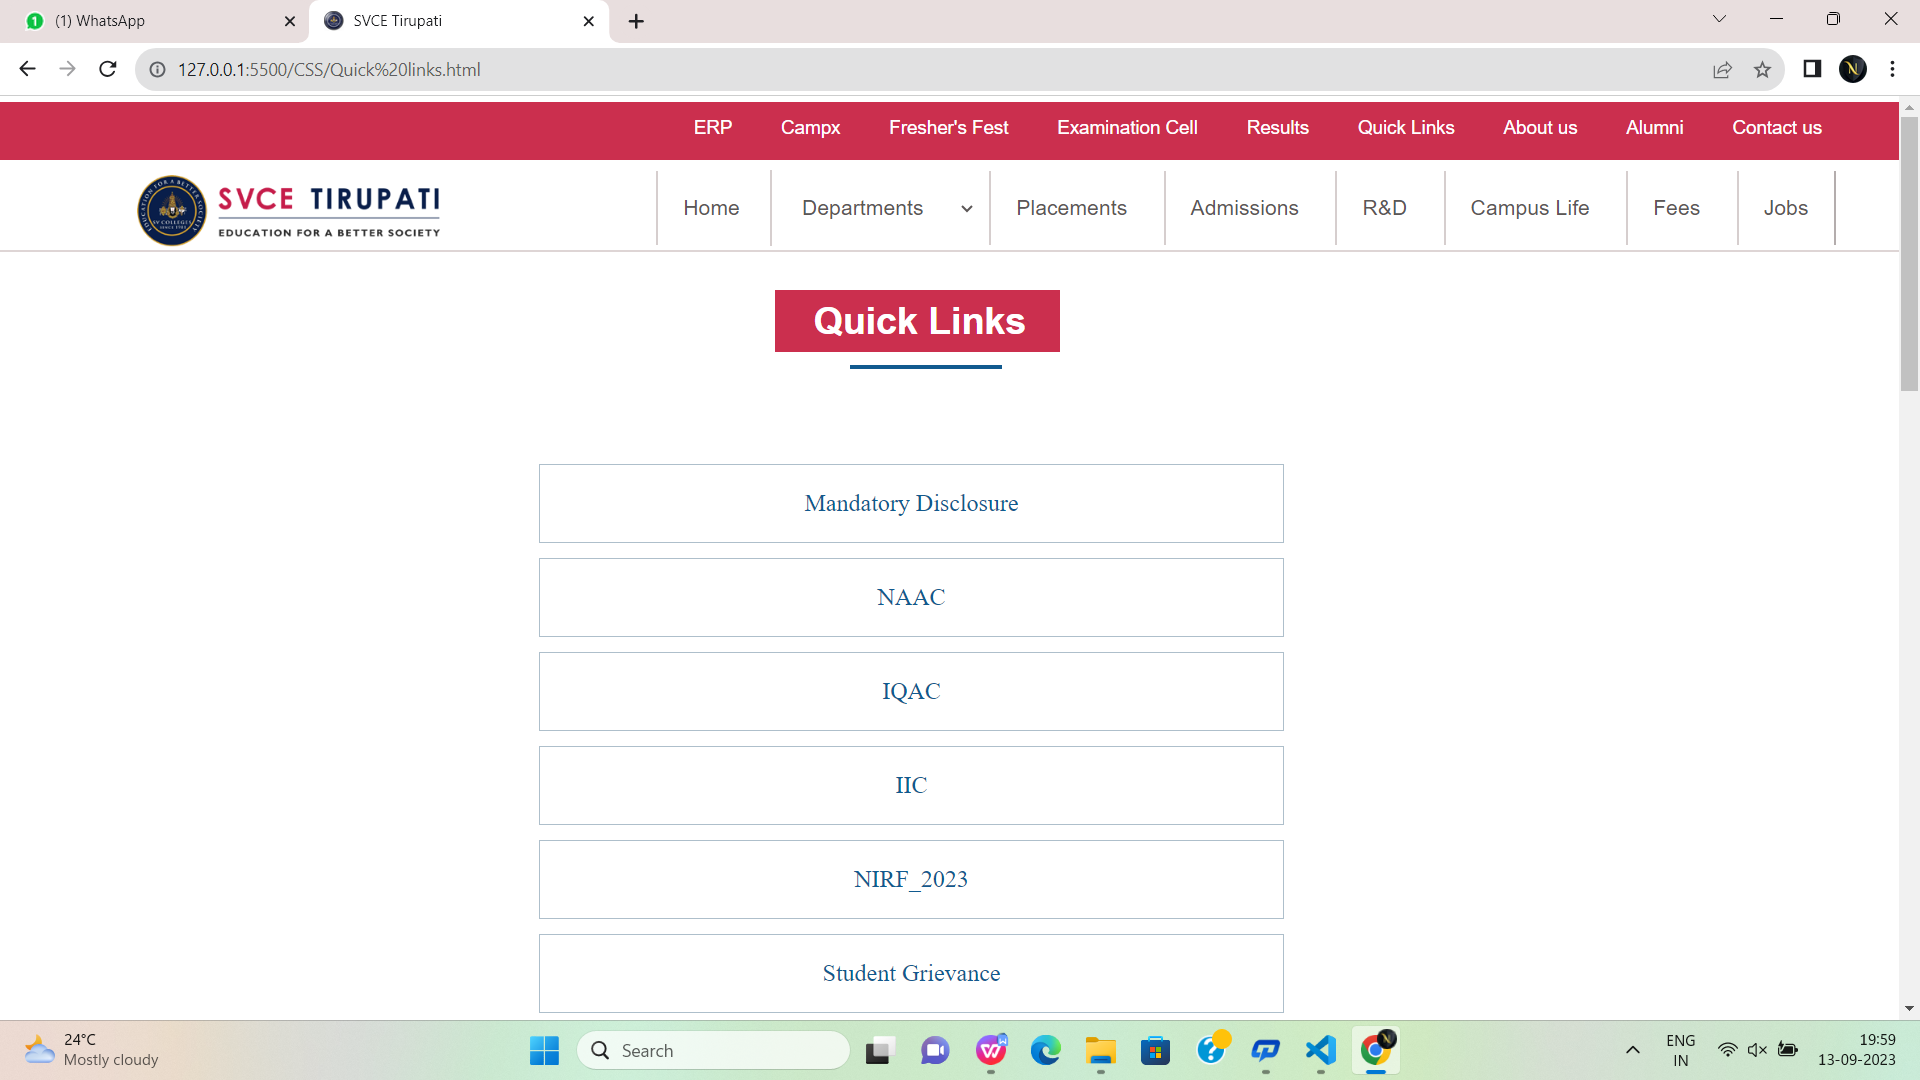 (1) WhatsApp
SVCE Tirupati
127.0.0.1:5500/CSS/Quick%20links.html
ERP Campx Fresher's Fest Examination Cell Results Quick Links About us Alumni Contact us
SVCE TIRUPATI
EDUCATION FOR A BETTER SOCIETY
Home Departments Placements Admissions R&D Campus Life Fees Jobs
Quick Links
Mandatory Disclosure
NAAC
IQAC
IIC
NIRF_2023
Student Grievance
24°C
Mostly cloudy
Search
ENG
IN
19:59
13-09-2023